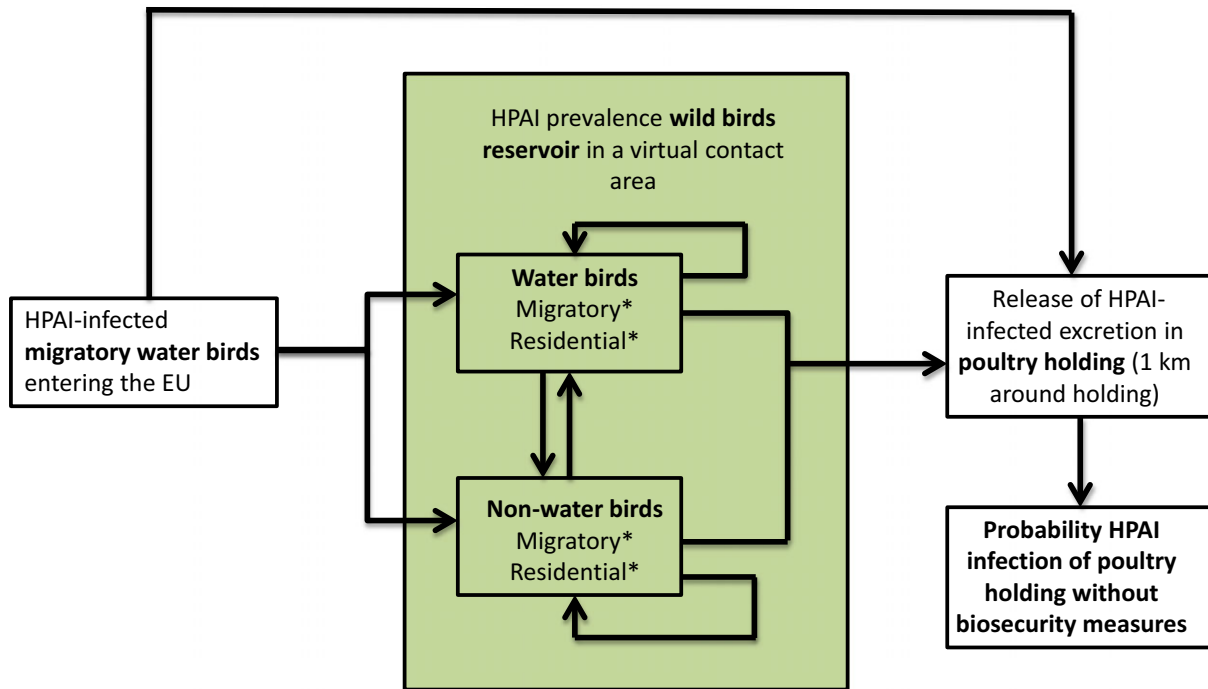 HPAI prevalence wild birds
reservoir in a virtual contact
area
HPAI-infected
migratory water birds
entering the EU
Water birds
Migratory*
Residential*
Non-water birds
Migratory*
Residential*
Release of HPAI-
infected excretion in
poultry holding (1 km
around holding)
Probability HPAI
infection of poultry
holding without
biosecurity measures